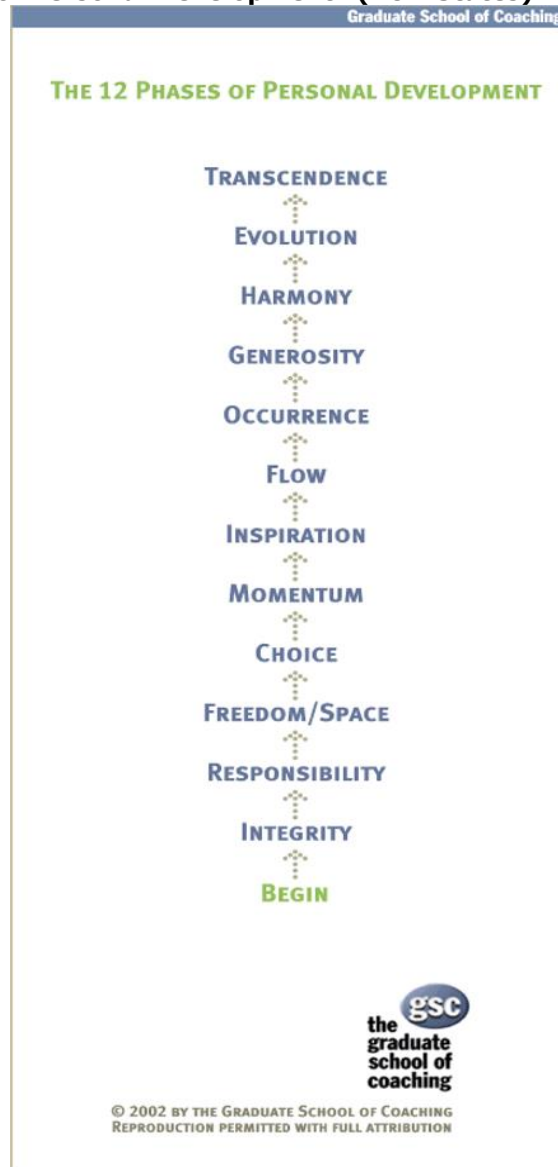 Graduate School of Coaching
THE 12 PHASES OF PERSONAL DEVELOPMENT
TRANSCENDENCE
EVOLUTION
HARMONY
GENEROSITY
OCCURRENCE
FLOW
INSPIRATION
MOMENTUM
CHOICE
FREEDOM/SPACE
RESPONSIBILITY
INTEGRITY
BEGIN
gsc
the
graduate
school of
coaching
© 2002 BY THE GRADUATE SCHOOL OF COACHING
REPRODUCTION PERMITTED WITH FULL ATTRIBUTION